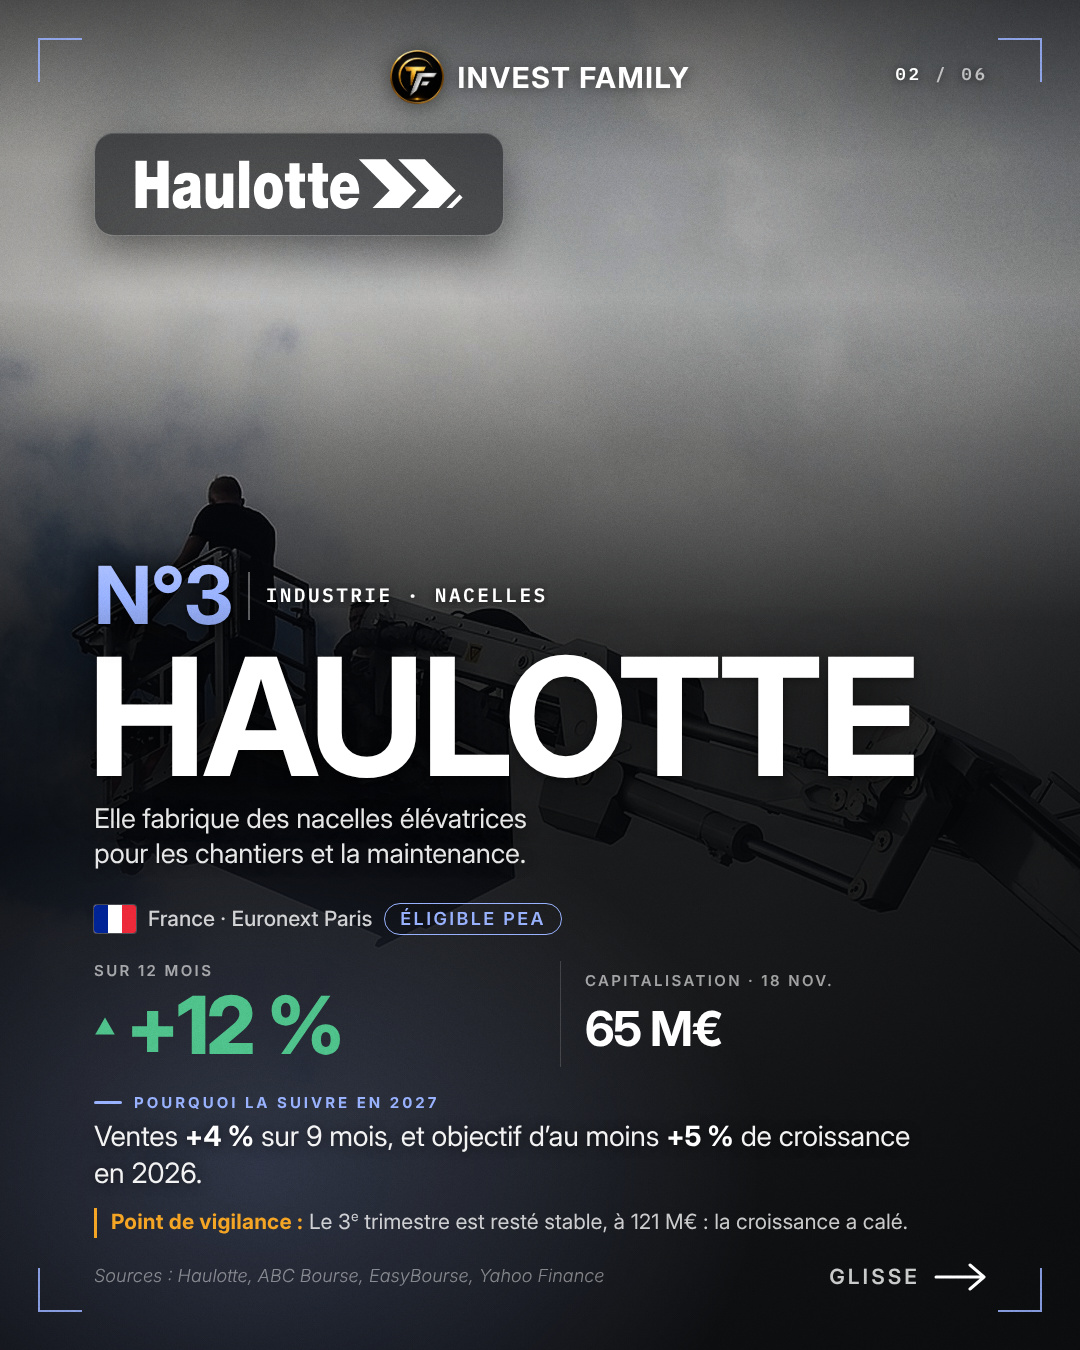 INVEST FAMILY
02 / 06
Haulotte
N°3
INDUSTRIE · NACELLES
HAULOTTE
Elle fabrique des nacelles élévatrices
pour les chantiers et la maintenance.
France · Euronext Paris
ÉLIGIBLE PEA
SUR 12 MOIS
▲ +12 %
CAPITALISATION · 18 NOV.
65 M€
POURQUOI LA SUIVRE EN 2027
Ventes +4 % sur 9 mois, et objectif d’au moins +5 % de croissance
en 2026.
Point de vigilance : Le 3ᵉ trimestre est resté stable, à 121 M€ : la croissance a calé.
Sources : Haulotte, ABC Bourse, EasyBourse, Yahoo Finance
GLISSE →